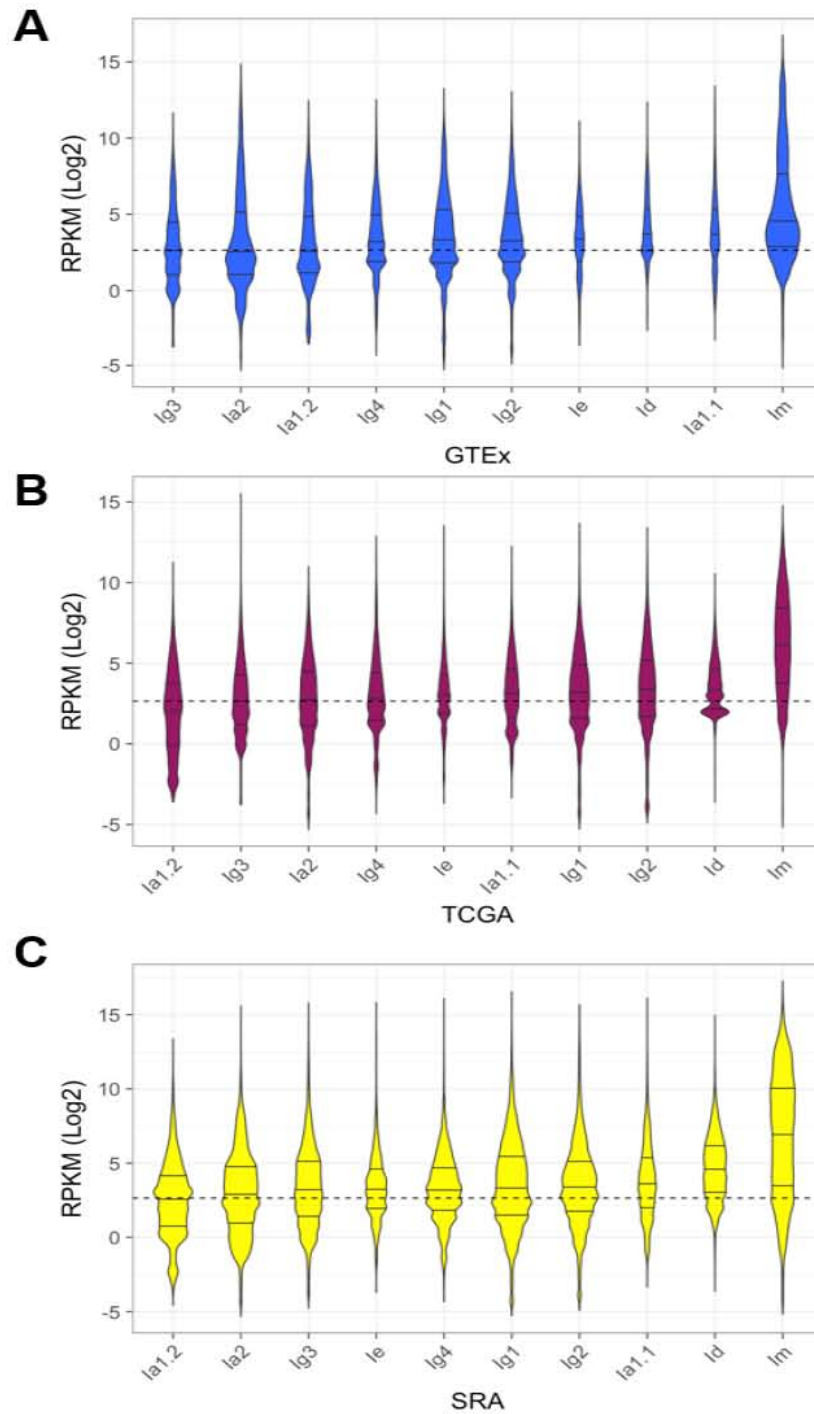 A
RPKM (Log2)
15
10
5
0
-5
Ig3 Ia2 Ia1.2 Ig4 Ig1 Ig2 Ie Id Ia1.1 Im
GTEx
B
RPKM (Log2)
15
10
5
0
-5
Ia1.2 Ig3 Ia2 Ig4 Ie Ia1.1 Ig1 Ig2 Id Im
TCGA
C
RPKM (Log2)
15
10
5
0
-5
Ia1.2 Ia2 Ig3 Ie Ig4 Ig1 Ig2 Ia1.1 Id Im
SRA